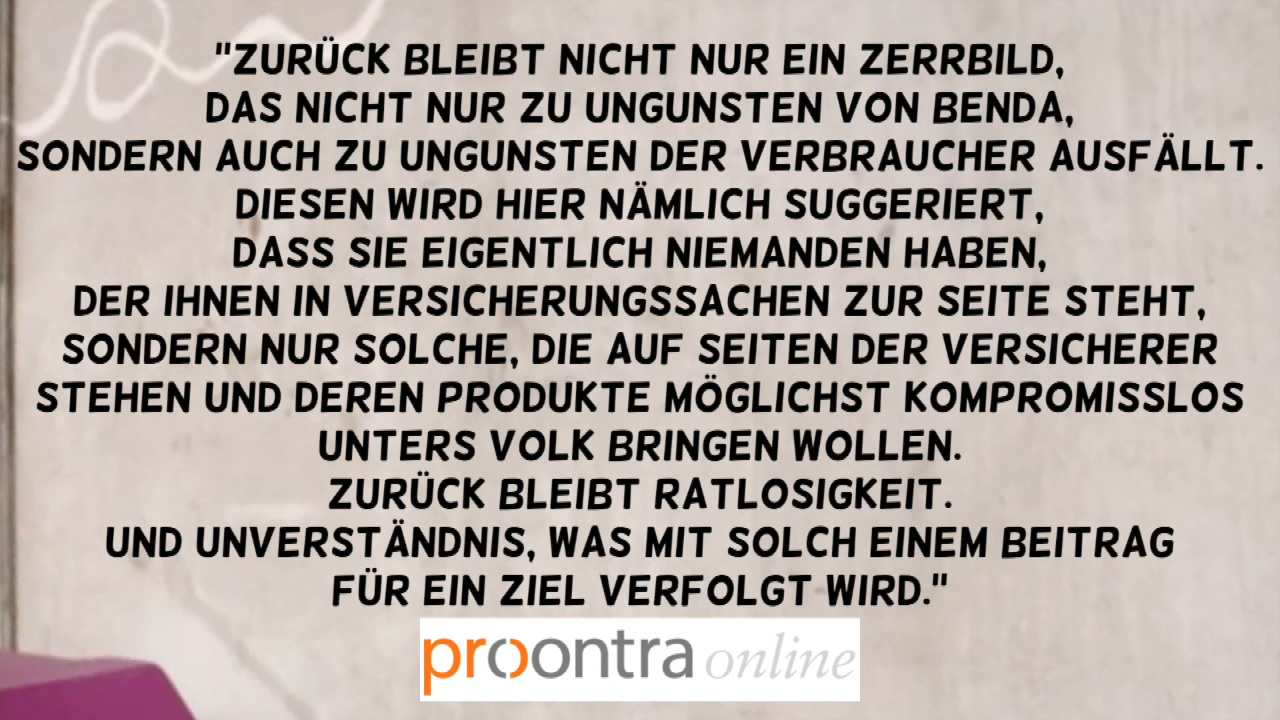 "ZURÜCK BLEIBT NICHT NUR EIN ZERRBILD,
DAS NICHT NUR ZU UNGUNSTEN VON BENDA,
SONDERN AUCH ZU UNGUNSTEN DER VERBRAUCHER AUSFÄLLT.
DIESEN WIRD HIER NÄMLICH SUGGERIERT,
DASS SIE EIGENTLICH NIEMANDEN HABEN,
DER IHNEN IN VERSICHERUNGSSACHEN ZUR SEITE STEHT,
SONDERN NUR SOLCHE, DIE AUF SEITEN DER VERSICHERER
STEHEN UND DEREN PRODUKTE MÖGLICHST KOMPROMISSLOS
UNTERS VOLK BRINGEN WOLLEN.
ZURÜCK BLEIBT RATLOSIGKEIT.
UND UNVERSTÄNDNIS, WAS MIT SOLCH EINEM BEITRAG
FÜR EIN ZIEL VERFOLGT WIRD."
procontra online